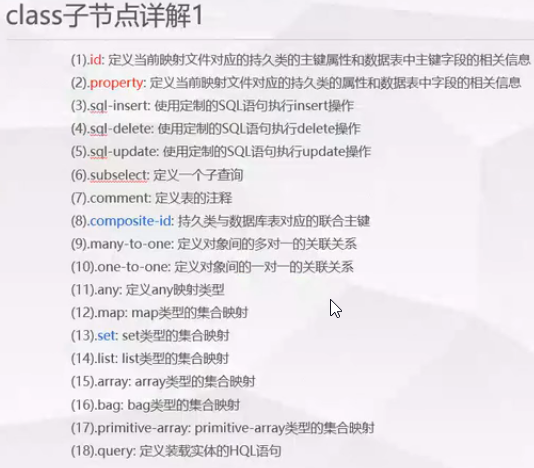 class子节点详解1
(1).id: 定义当前映射文件对应的持久类的主键属性和数据表中主键字段的相关信息
(2).property: 定义当前映射文件对应的持久类的属性和数据表中字段的相关信息
(3).sql-insert: 使用定制的SQL语句执行insert操作
(4).sql-delete: 使用定制的SQL语句执行delete操作
(5).sql-update: 使用定制的SQL语句执行update操作
(6).subselect: 定义一个子查询
(7).comment: 定义表的注释
(8).composite-id: 持久类与数据库表对应的联合主键
(9).many-to-one: 定义对象间的多对一的关联关系
(10).one-to-one: 定义对象间的一对一的关联关系
(11).any: 定义any映射类型
(12).map: map类型的集合映射
(13).set: set类型的集合映射
(14).list: list类型的集合映射
(15).array: array类型的集合映射
(16).bag: bag类型的集合映射
(17).primitive-array: primitive-array类型的集合映射
(18).query: 定义装载实体的HQL语句